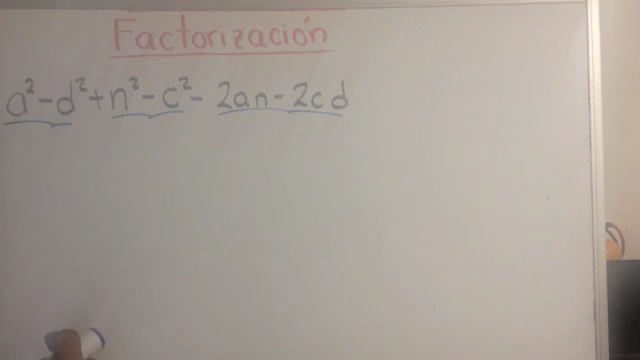 Factorización
a² - d² + n² - c² - 2an - 2cd